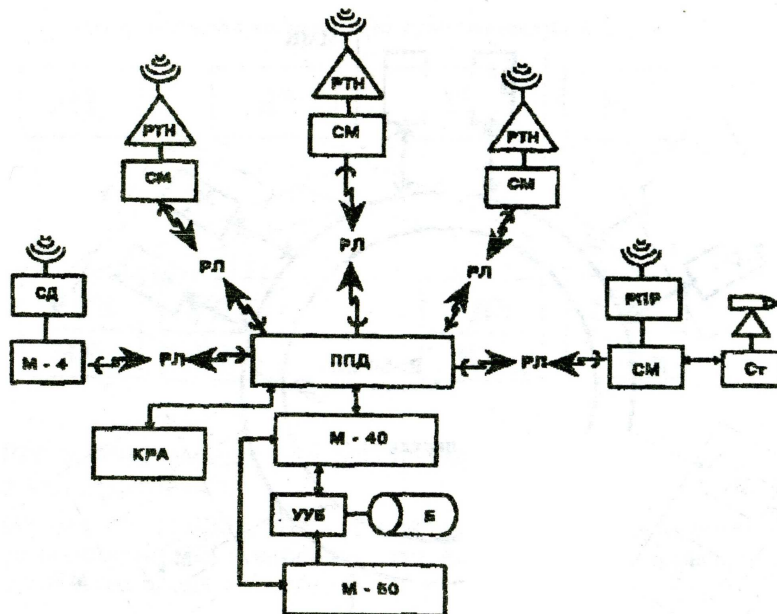 РТН
РТН
РТН
СМ
СМ
СМ
РЛ
РЛ
РЛ
СД
РПР
М - 4
РЛ
ППД
РЛ
СМ
Ст
КРА
М - 40
УУБ
Б
М - 50